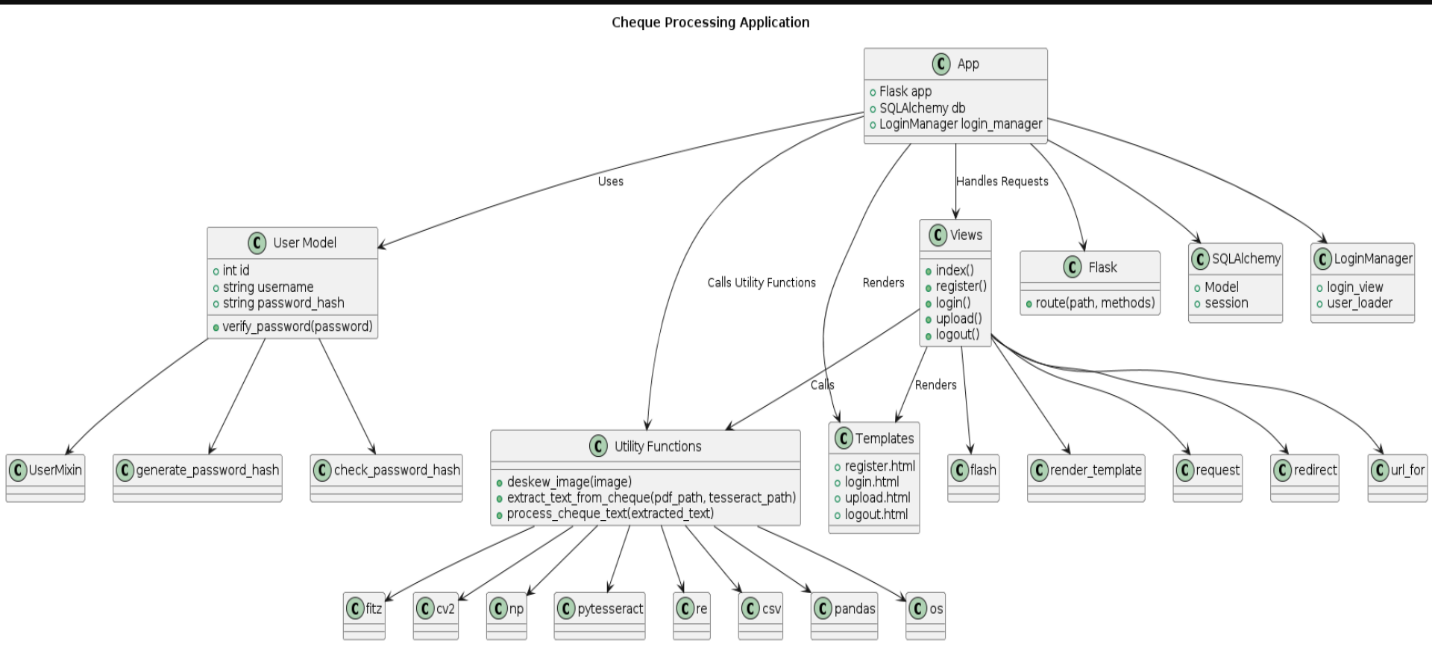 Cheque Processing Application
C App
Flask app
SQLAlchemy db
LoginManager login_manager
Uses
Handles Requests
Calls Utility Functions
Renders
C User Model
int id
string username
string password_hash
verify_password(password)
C Views
index()
register()
login()
upload()
logout()
C Flask
route(path, methods)
C SQLAlchemy
Model
session
C LoginManager
login_view
user_loader
Calls
Renders
C UserMixin
C generate_password_hash
C check_password_hash
C Utility Functions
deskew_image(image)
extract_text_from_cheque(pdf_path, tesseract_path)
process_cheque_text(extracted_text)
C Templates
register.html
login.html
upload.html
logout.html
C flash
C render_template
C request
C redirect
C url_for
C fitz
C cv2
C np
C pytesseract
C re
C csv
C pandas
C os